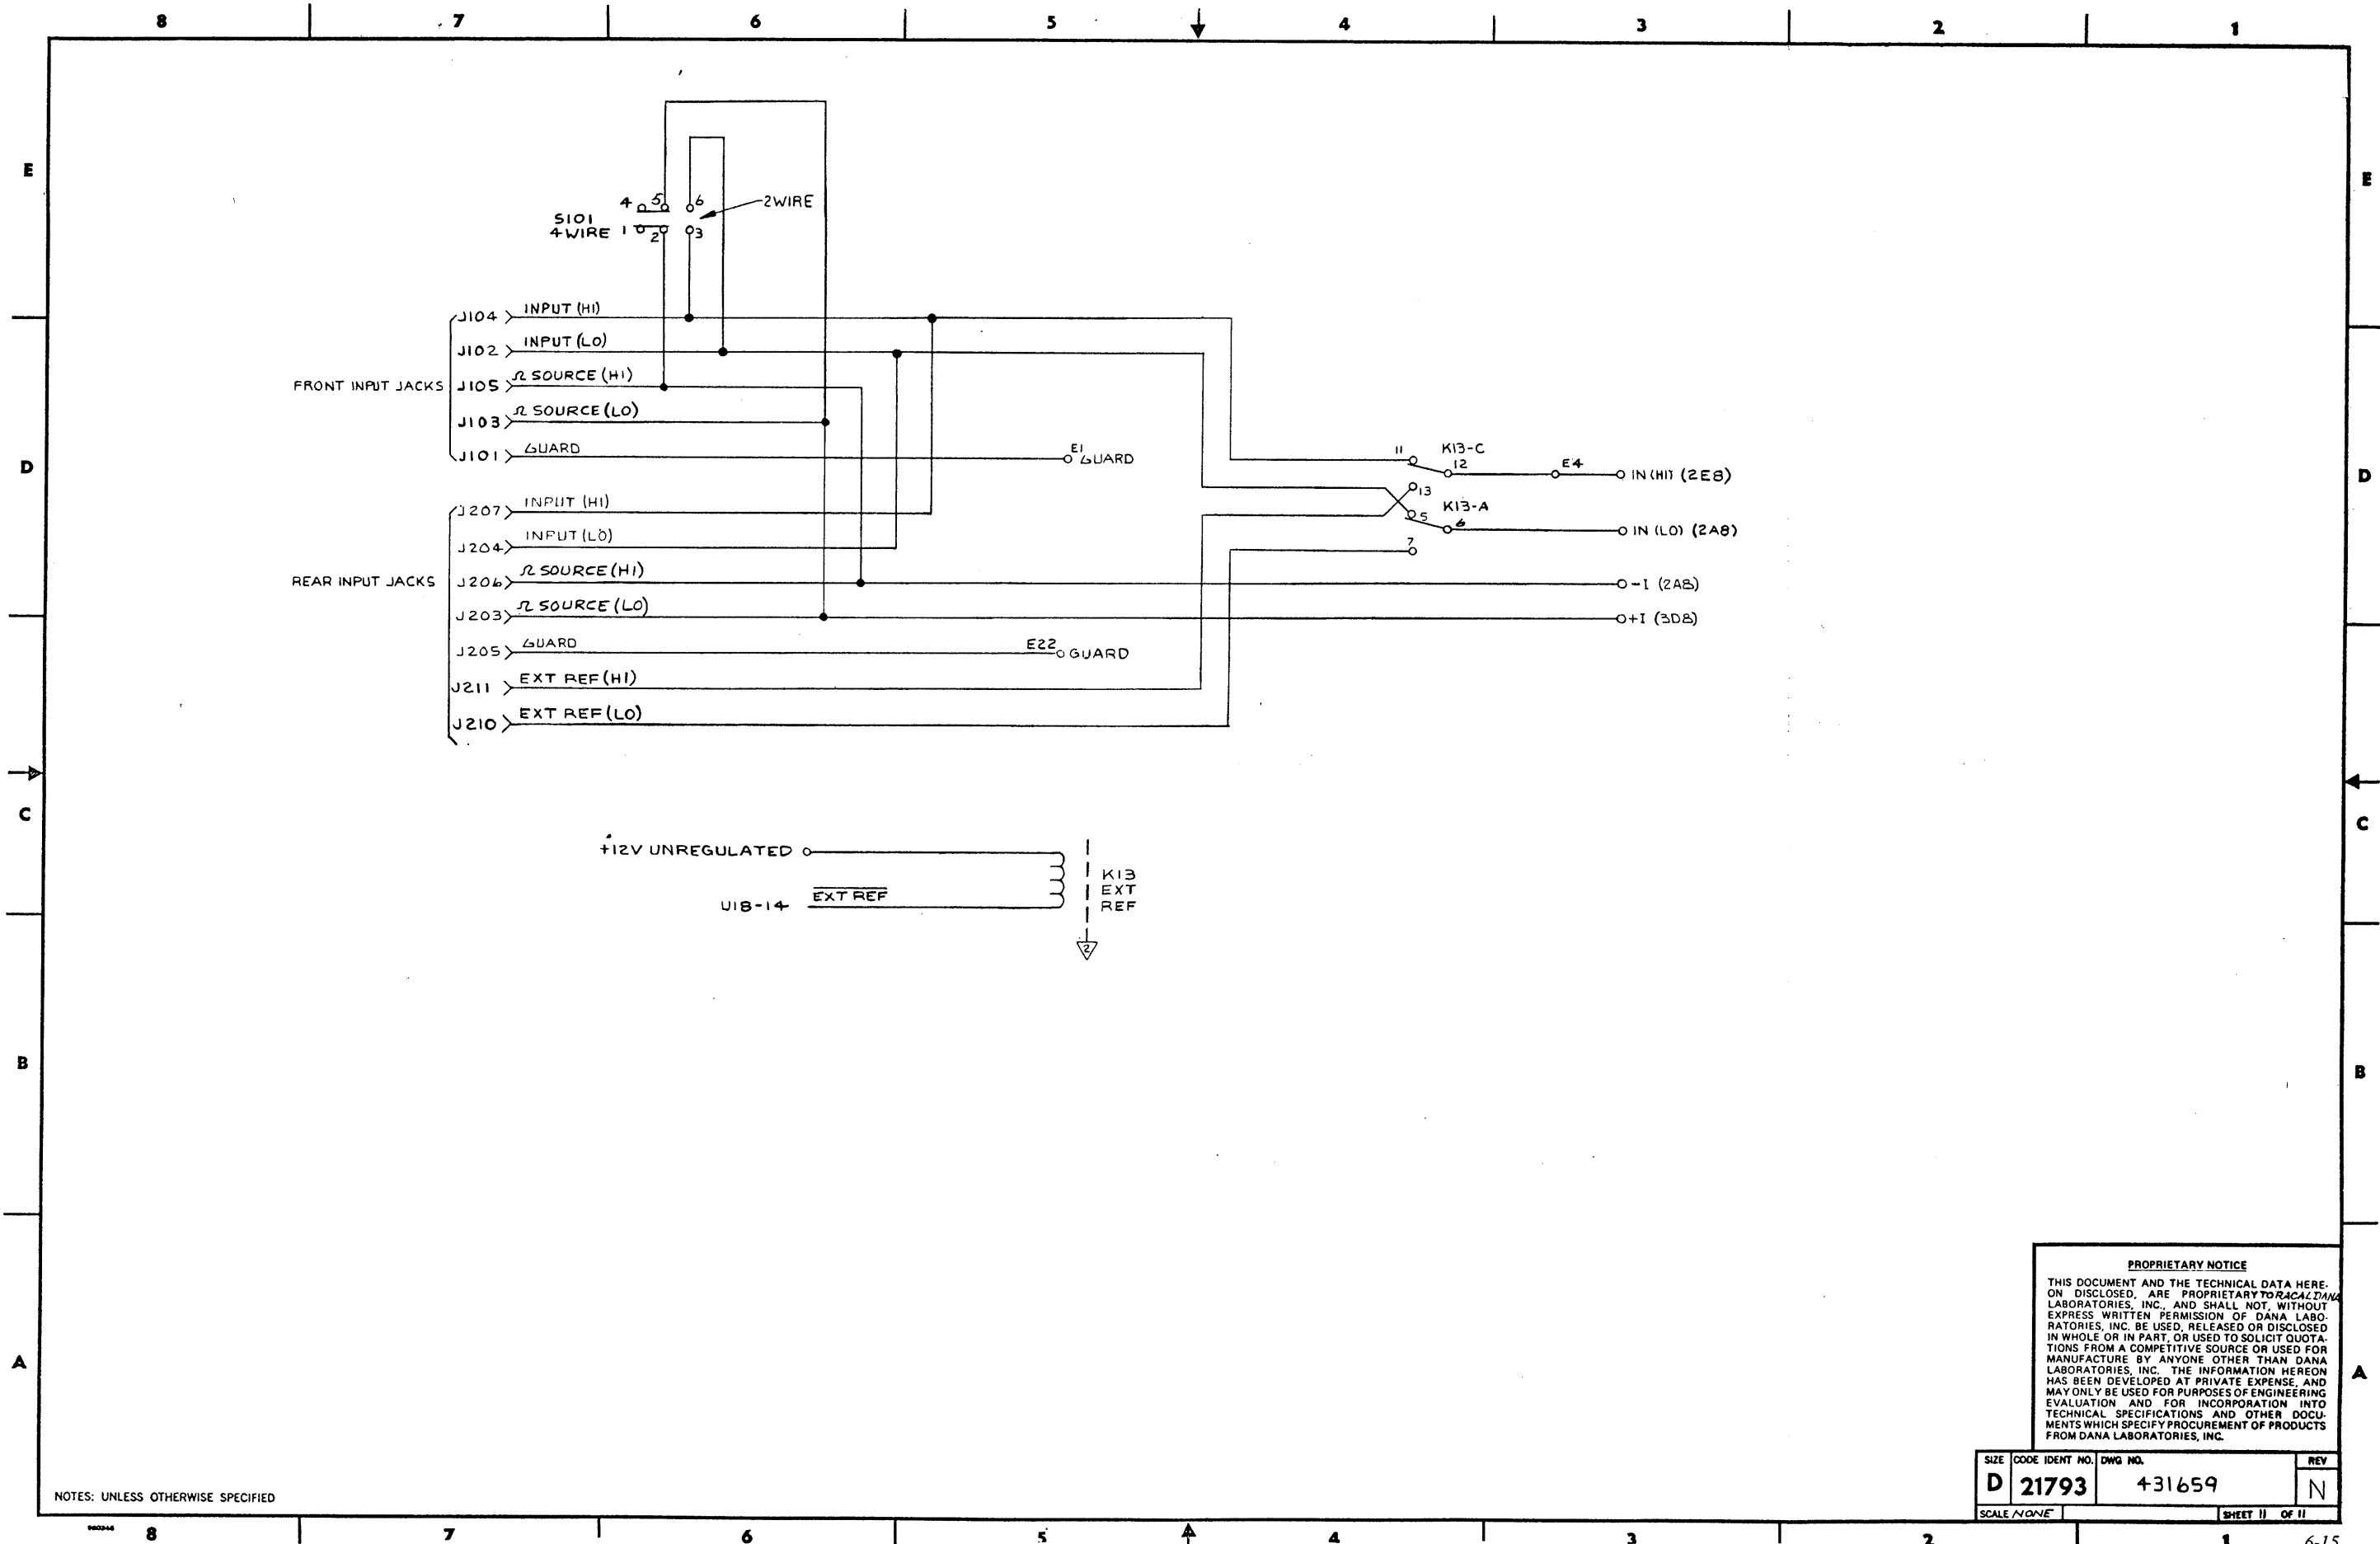 8 7 6 5 4 3 2 1
E E
4 5 6
2WIRE
S101
4WIRE 1 2 3
J104 INPUT (HI)
J102 INPUT (LO)
FRONT INPUT JACKS J105 Ω SOURCE (HI)
J103 Ω SOURCE (LO)
J101 GUARD E1 GUARD
11 K13-C
12 E4 IN (HI) (2E8)
D D
13
K13-A
5 6 IN (LO) (2A8)
7
J207 INPUT (HI)
J204 INPUT (LO)
REAR INPUT JACKS J206 Ω SOURCE (HI) -I (2A8)
J203 Ω SOURCE (LO) +I (3D8)
J205 GUARD E22 GUARD
J211 EXT REF (HI)
J210 EXT REF (LO)
C C
+12V UNREGULATED
K13
EXT
REF
U18-14 EXT REF
2
B B
PROPRIETARY NOTICE
THIS DOCUMENT AND THE TECHNICAL DATA HERE-
ON DISCLOSED, ARE PROPRIETARY TO RACAL DANA
LABORATORIES, INC., AND SHALL NOT, WITHOUT
EXPRESS WRITTEN PERMISSION OF DANA LABO-
RATORIES, INC. BE USED, RELEASED OR DISCLOSED
IN WHOLE OR IN PART, OR USED TO SOLICIT QUOTA-
TIONS FROM A COMPETITIVE SOURCE OR USED FOR
MANUFACTURE BY ANYONE OTHER THAN DANA
LABORATORIES, INC. THE INFORMATION HEREON
HAS BEEN DEVELOPED AT PRIVATE EXPENSE, AND
MAY ONLY BE USED FOR PURPOSES OF ENGINEERING
EVALUATION AND FOR INCORPORATION INTO
TECHNICAL SPECIFICATIONS AND OTHER DOCU-
MENTS WHICH SPECIFY PROCUREMENT OF PRODUCTS
FROM DANA LABORATORIES, INC.
A A
SIZE CODE IDENT NO. DWG NO. REV
D 21793 431659 N
SCALE NONE SHEET 11 OF 11
NOTES: UNLESS OTHERWISE SPECIFIED
8 7 6 5 4 3 2 1
6-15